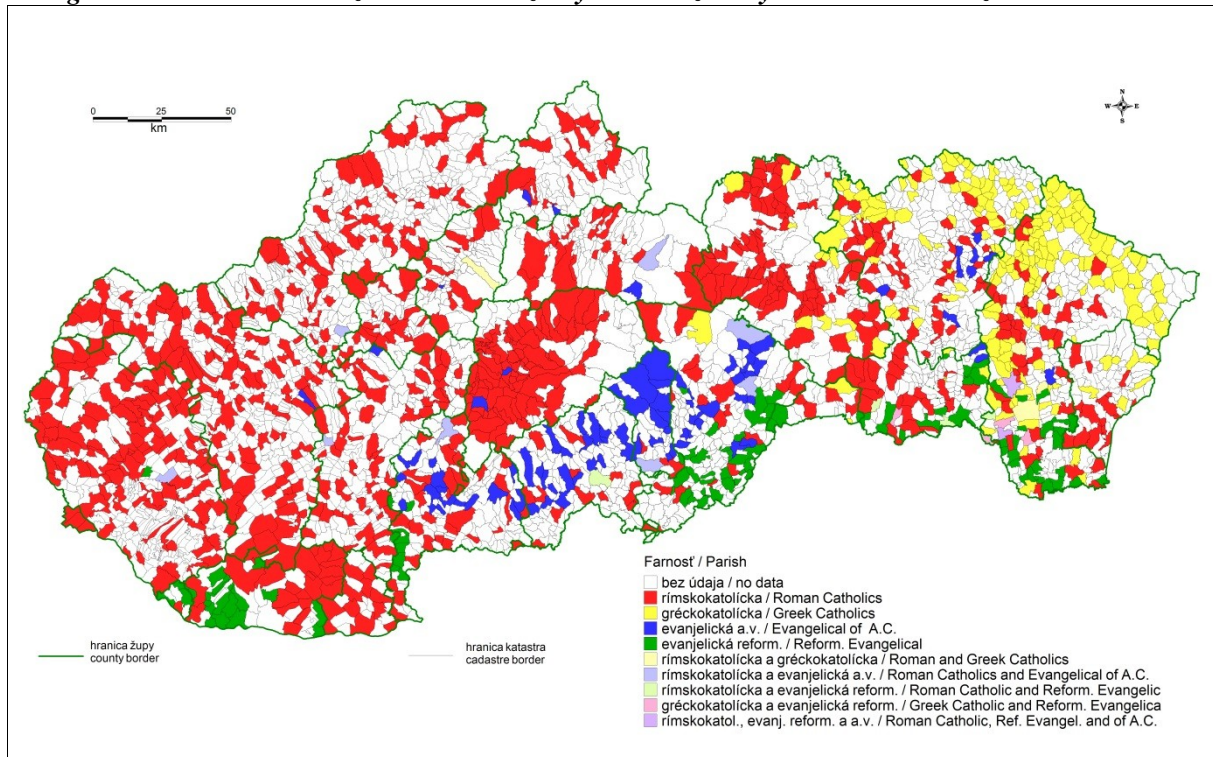 0 25 50
km
N
W E
S
Farnosť / Parish
bez údaja / no data
rímskokatolícka / Roman Catholics
gréckokatolícka / Greek Catholics
evanjelická a.v. / Evangelical of A.C.
evanjelická reform. / Reform. Evangelical
rímskokatolícka a gréckokatolícka / Roman and Greek Catholics
rímskokatolícka a evanjelická a.v. / Roman Catholics and Evangelical of A.C.
rímskokatolícka a evanjelická reform. / Roman Catholic and Reform. Evangelic
gréckokatolícka a evanjelická reform. / Greek Catholic and Reform. Evangelica
rímskokatol., evanj. reform. a a.v. / Roman Catholic, Ref. Evangel. and of A.C.
hranica župy
county border
hranica katastra
cadastre border